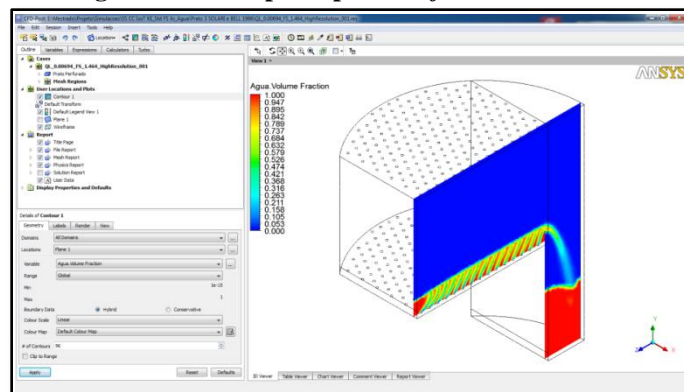 File Edit Session Insert Tools Help
Locations
Outline Variables Expressions Calculators Turbo
Cases
QL_0.00694_FS_1.464_HighResolution_001
Prato Perfurado
Mesh Regions
User Locations and Plots
Contour 1
Default Transform
Default Legend View 1
Plane 1
Wireframe
Report
Title Page
File Report
Mesh Report
Physics Report
Solution Report
User Data
Display Properties and Defaults
Details of Contour 1
Geometry Labels Render View
Domains All Domains
Locations Plane 1
Variable Agua.Volume Fraction
Range Global
Min 1e-15
Max 1
Boundary Data Hybrid Conservative
Colour Scale Linear
Colour Map Default Colour Map
# of Contours
Clip to Range
Apply Reset Defaults
View 1
ANSYS
Agua.Volume Fraction
1.000
0.947
0.895
0.842
0.789
0.737
0.684
0.632
0.579
0.526
0.474
0.421
0.368
0.316
0.263
0.211
0.158
0.105
0.053
0.000
Y
Z X
3D Viewer Table Viewer Chart Viewer Comment Viewer Report Viewer